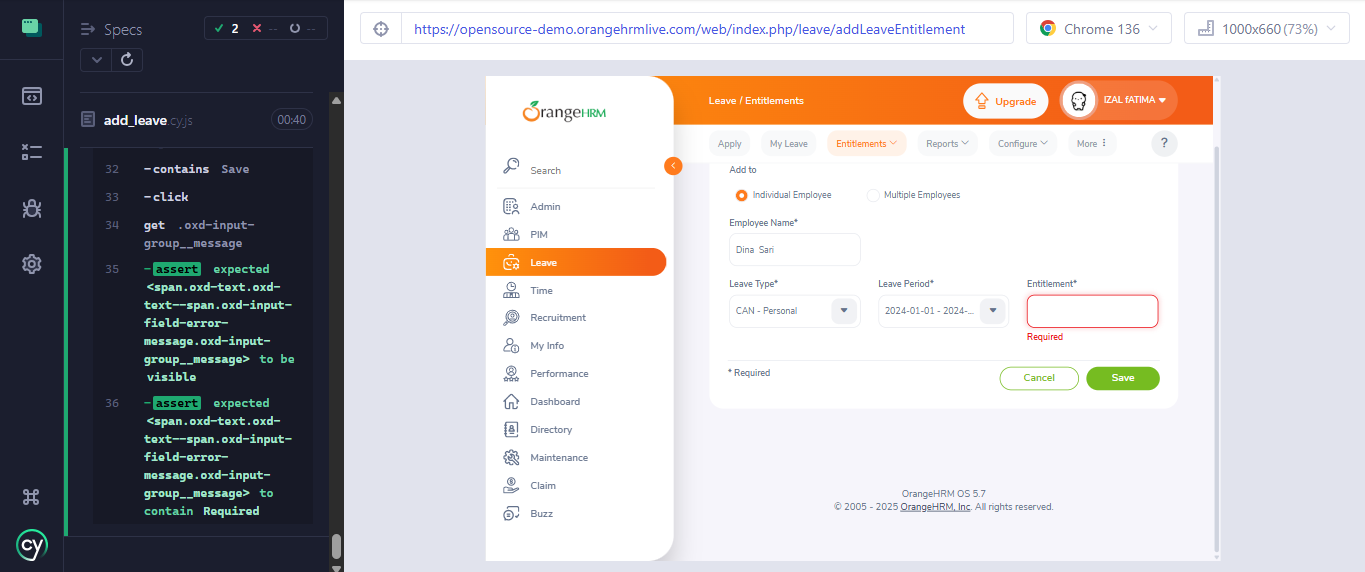 Specs
2 -- --
add_leave.cy.js 00:40
32 -contains Save
33 -click
34 get .oxd-input-
group__message
35 -assert expected
<span.oxd-text.oxd-
text--span.oxd-input-
field-error-
message.oxd-input-
group__message> to be
visible
36 -assert expected
<span.oxd-text.oxd-
text--span.oxd-input-
field-error-
message.oxd-input-
group__message> to
contain Required
cy
https://opensource-demo.orangehrmlive.com/web/index.php/leave/addLeaveEntitlement
Chrome 136
1000x660 (73%)
OrangeHRM
Search
Admin
PIM
Leave
Time
Recruitment
My Info
Performance
Dashboard
Directory
Maintenance
Claim
Buzz
Leave / Entitlements
Upgrade
IZAL fATIMA
Apply
My Leave
Entitlements
Reports
Configure
More
?
Add to
Individual Employee
Multiple Employees
Employee Name*
Dina  Sari
Leave Type* Leave Period* Entitlement*
CAN - Personal 2024-01-01 - 2024-...
Required
* Required
Cancel
Save
OrangeHRM OS 5.7
© 2005 - 2025 OrangeHRM, Inc. All rights reserved.